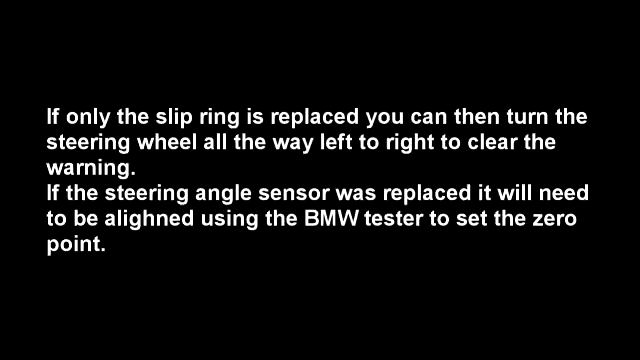 If only the slip ring is replaced you can then turn the
steering wheel all the way left to right to clear the
warning.
If the steering angle sensor was replaced it will need
to be alighned using the BMW tester to set the zero
point.